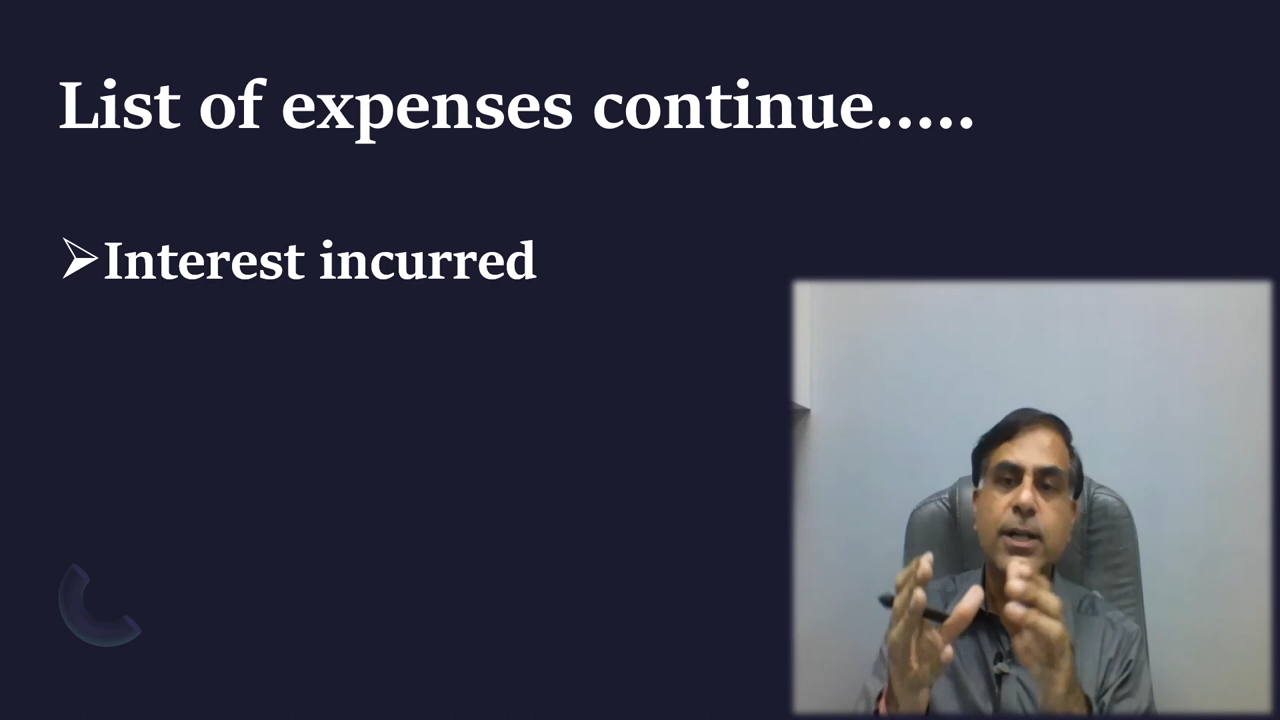 List of expenses continue.....
➢Interest incurred